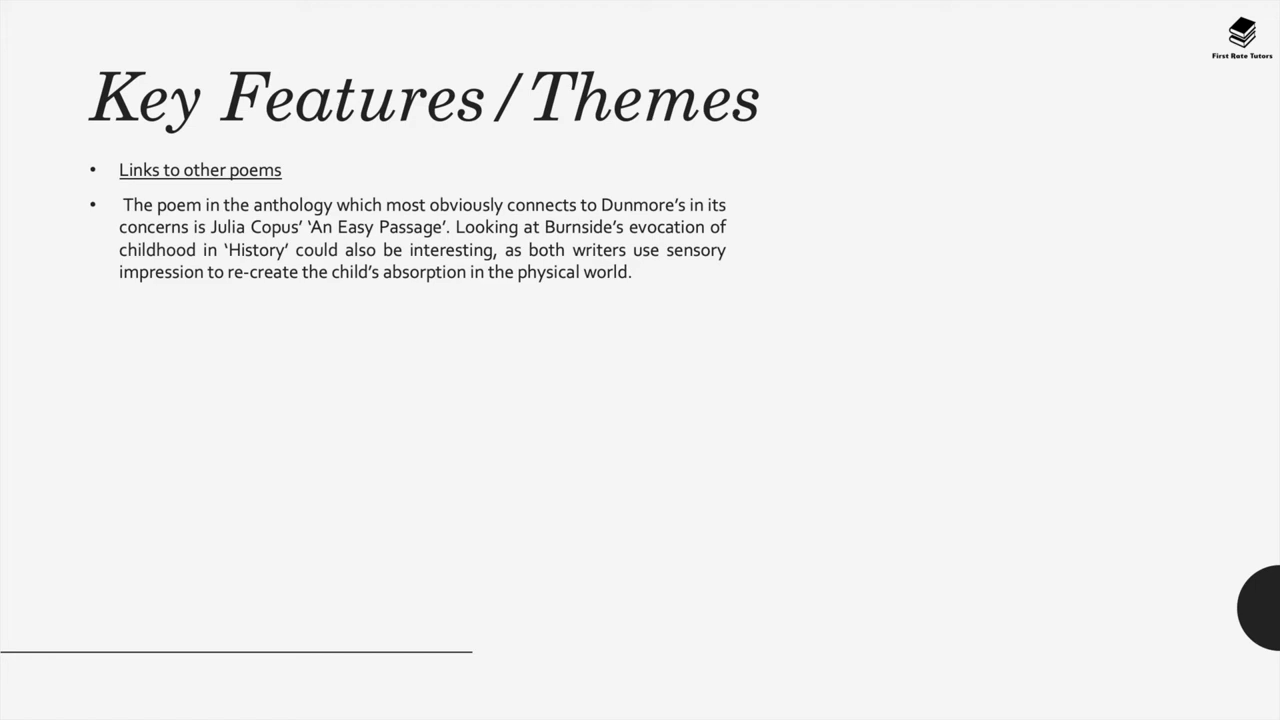 First Rate Tutors
Key Features/Themes
• Links to other poems
• The poem in the anthology which most obviously connects to Dunmore’s in its
concerns is Julia Copus’ ‘An Easy Passage’. Looking at Burnside’s evocation of
childhood in ‘History’ could also be interesting, as both writers use sensory
impression to re-create the child’s absorption in the physical world.